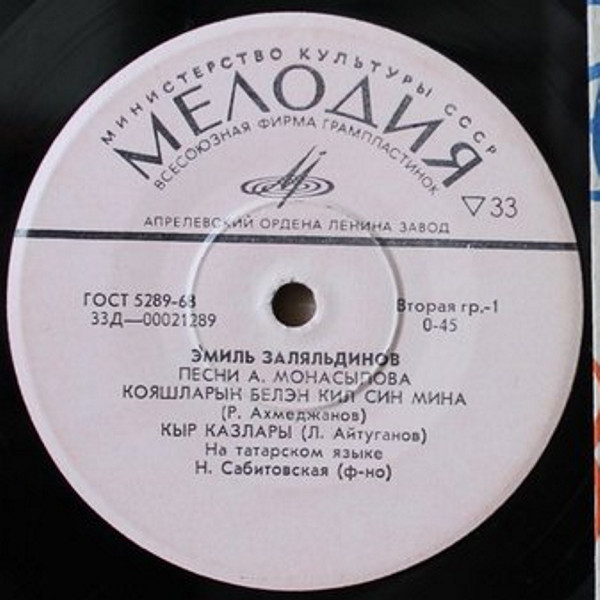 МИНИСТЕРСТВО КУЛЬТУРЫ СССР
МЕЛОДИЯ
ВСЕСОЮЗНАЯ ФИРМА ГРАМПЛАСТИНОК
▽33
АПРЕЛЕВСКИЙ ОРДЕНА ЛЕНИНА ЗАВОД
ГОСТ 5289-68
33Д—00021289
Вторая гр.-1
0-45
ЭМИЛЬ ЗАЛЯЛЬДИНОВ
ПЕСНИ А. МОНАСЫПОВА
КОЯШЛАРЫН БЕЛЭН КИЛ СИН МИНА
(Р. Ахмеджанов)
КЫР КАЗЛАРЫ (Л. Айтуганов)
На татарском языке
Н. Сабитовская (ф-но)